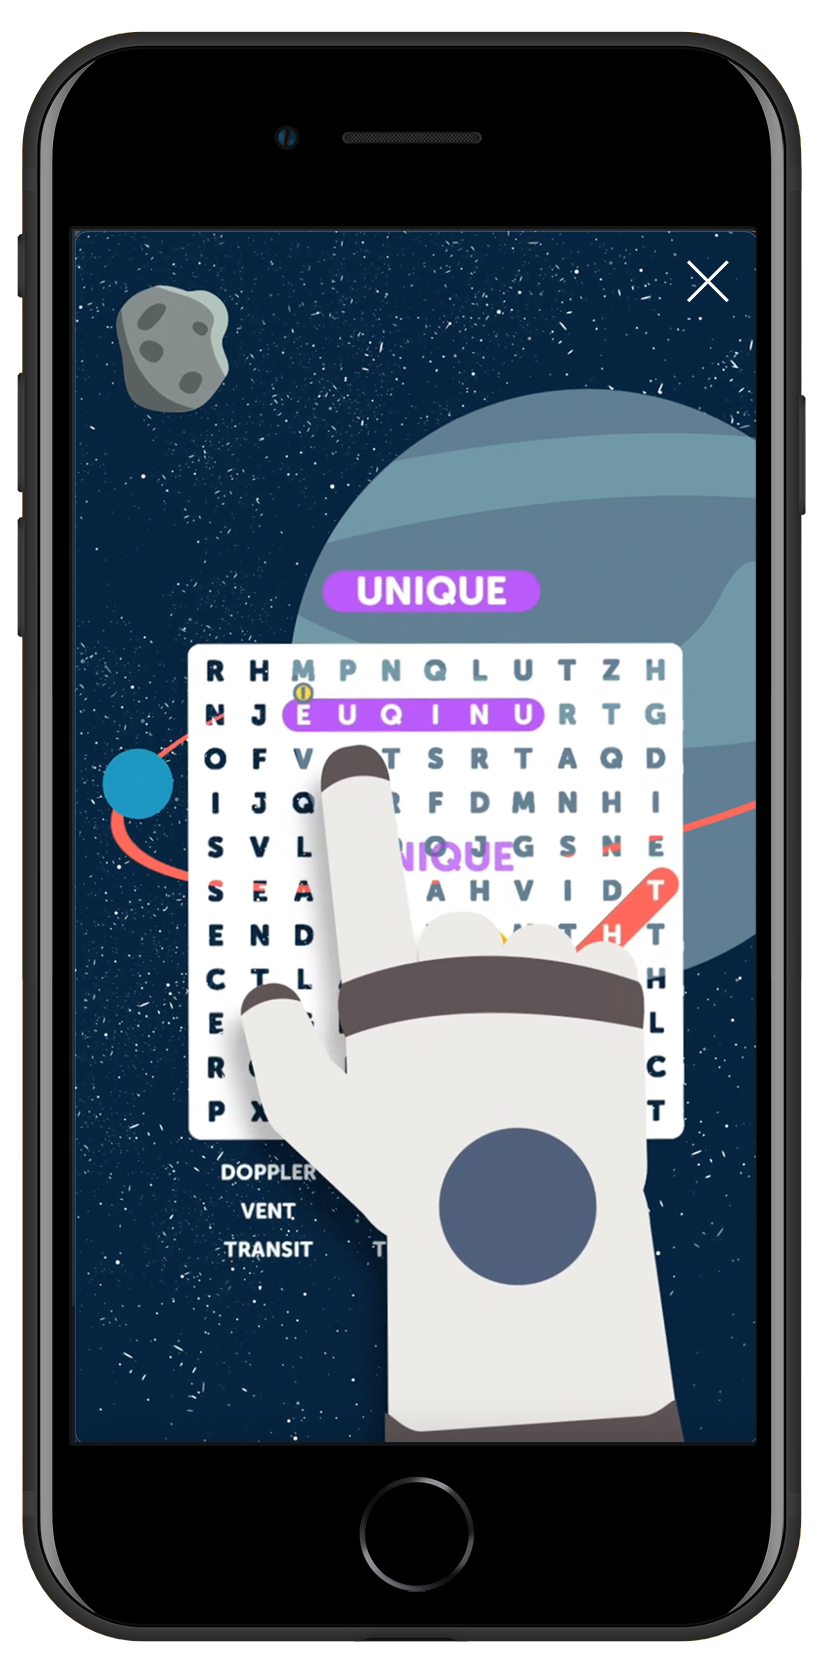 UNIQUE
R H M P N Q L U T Z H
N J E U Q I N U R T G
O F V T S R T A Q D
I J Q R F D M N H I
S V L O J G S N E
NIQUE
S E A A H V I D T
E N D T H T
C T L H
E L
R C
P X T
DOPPLER
VENT
TRANSIT T